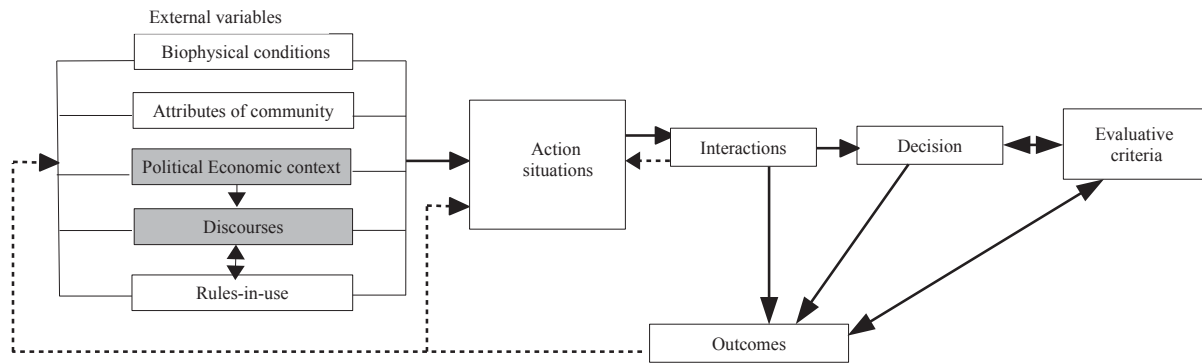 External variables
Biophysical conditions
Attributes of community
Political Economic context
Discourses
Rules-in-use
Action
situations
Interactions
Decision
Evaluative
criteria
Outcomes